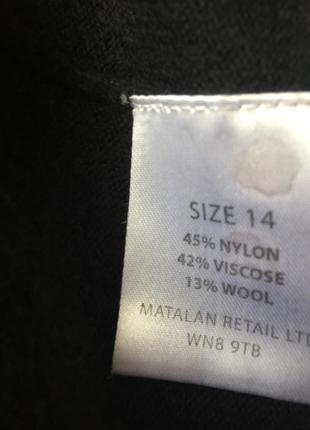 SIZE 14
45% NYLON
42% VISCOSE
13% WOOL
MATALAN RETAIL LTD
WN8 9TB